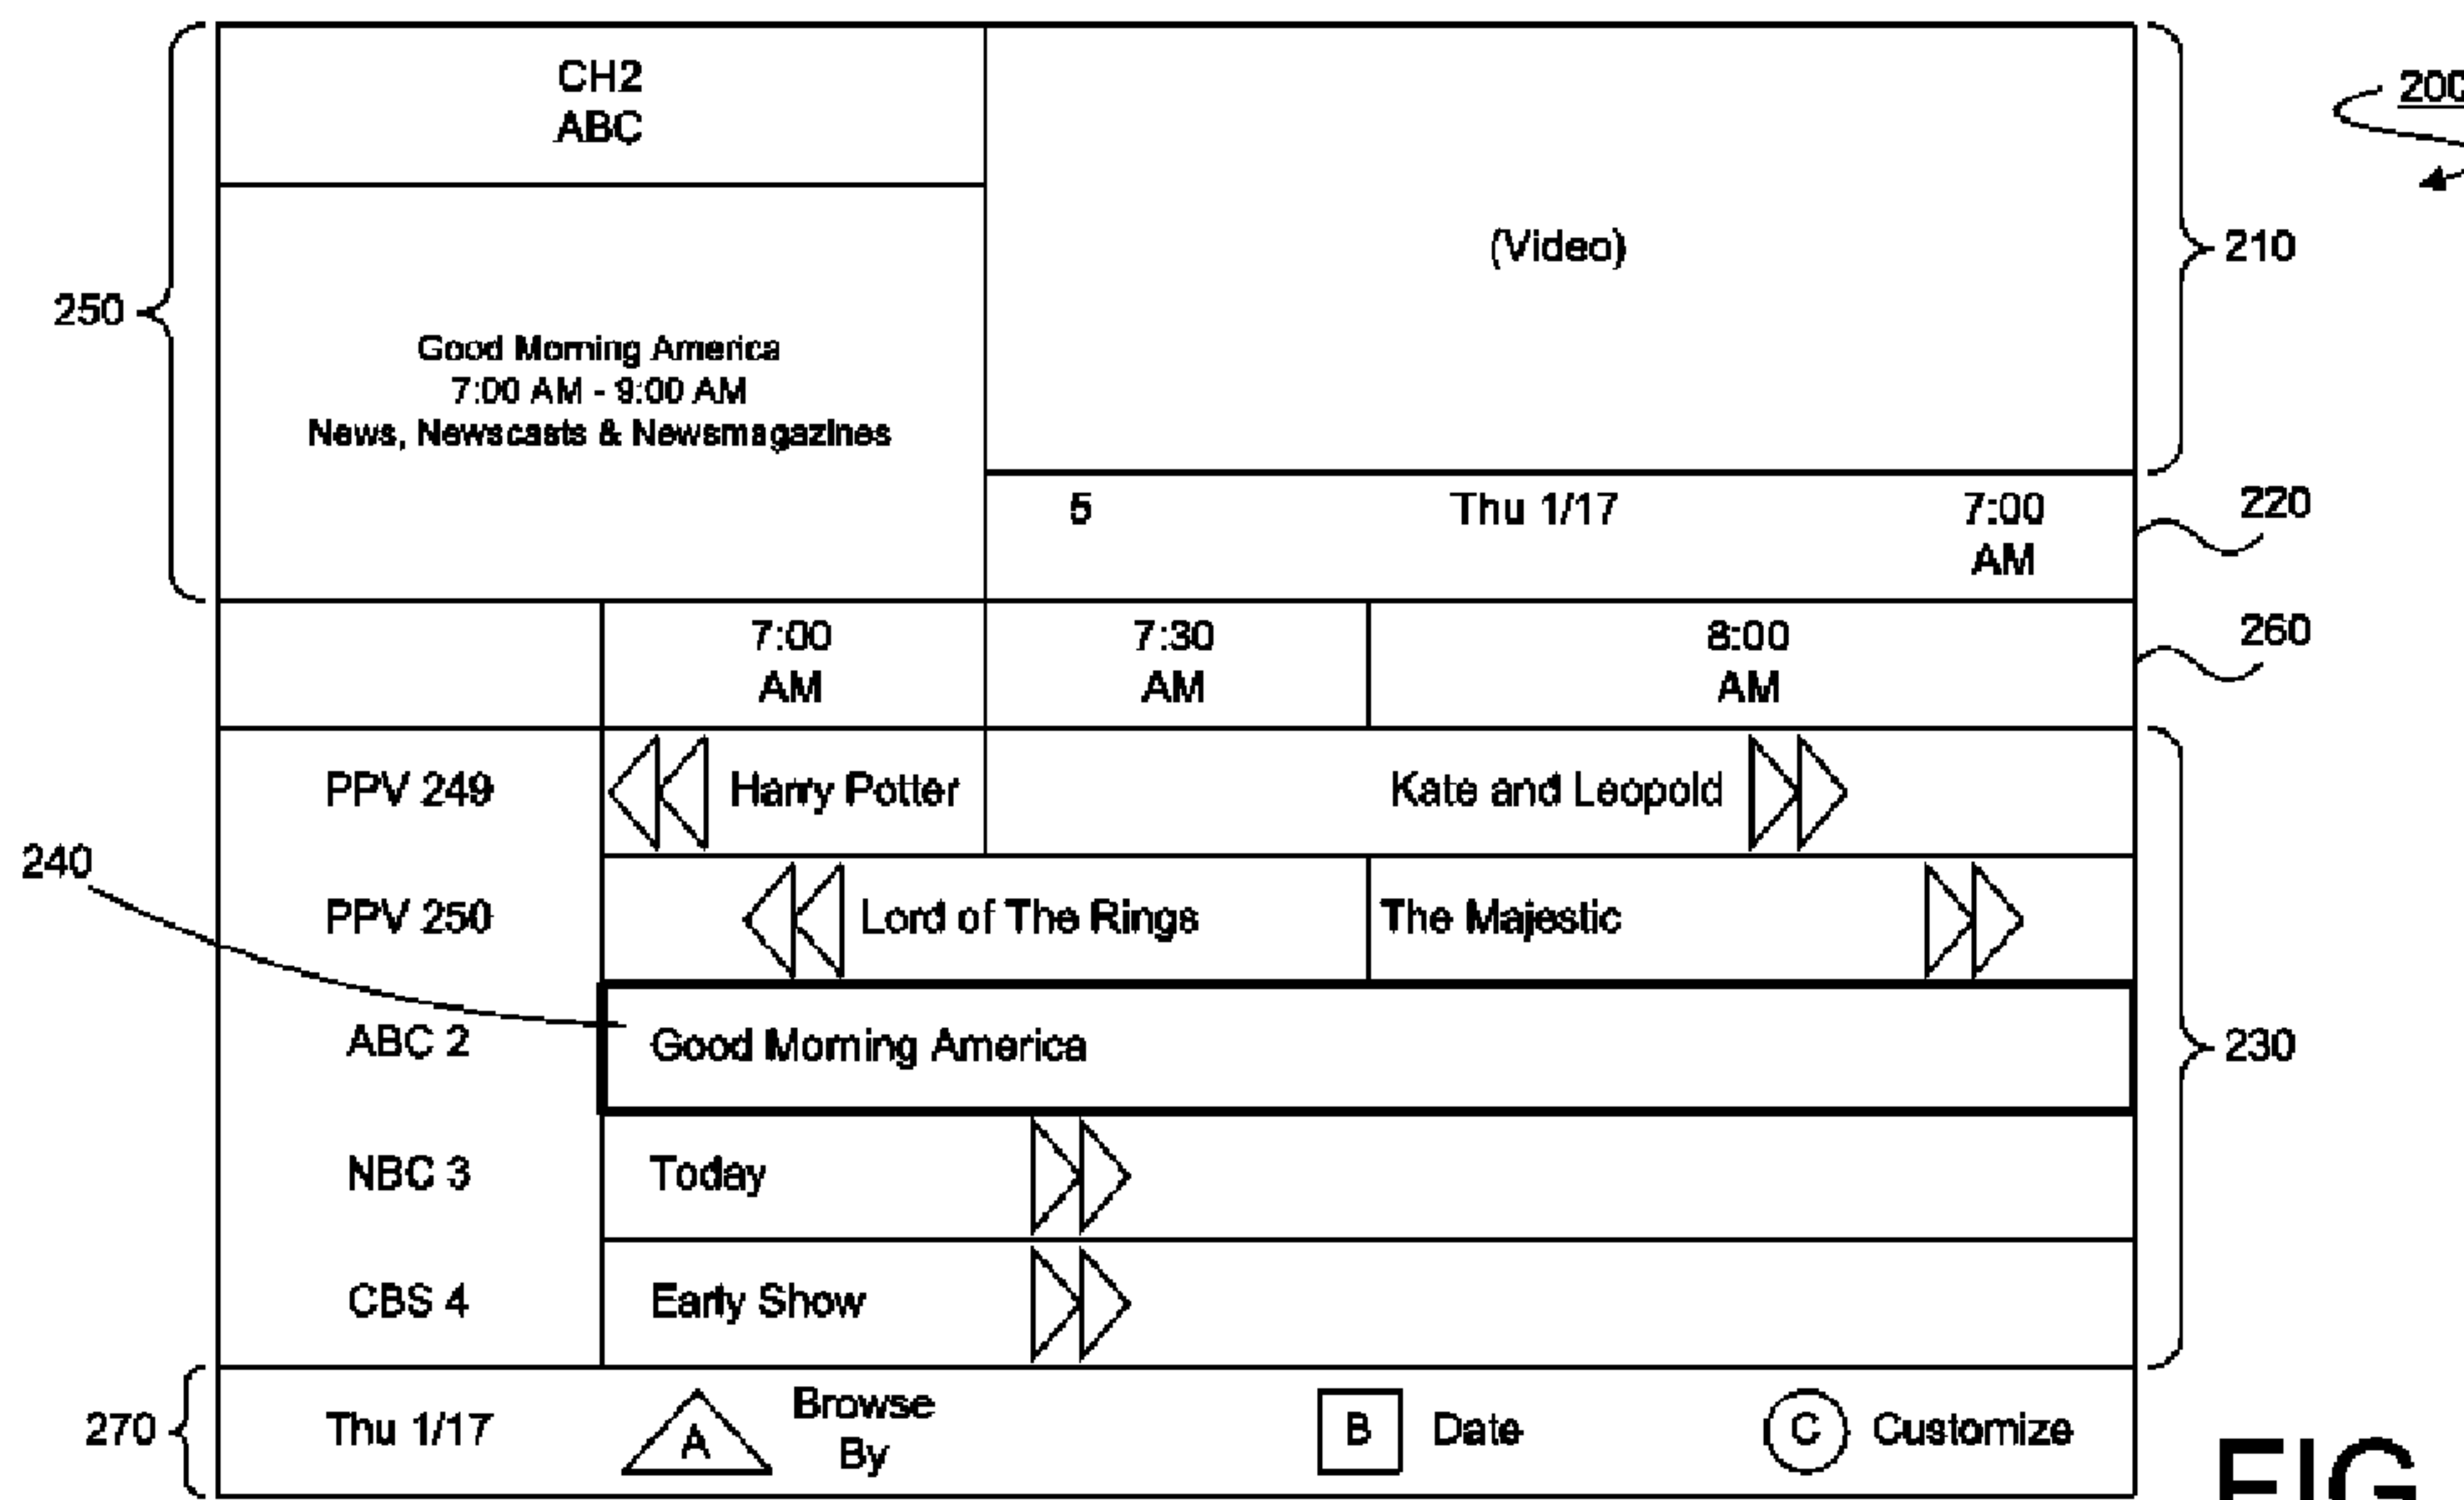 CH2
ABC
200
(Video)
210
250
Good Morning America
7:00 AM - 9:00 AM
News, Newscasts & Newsmagazines
5 Thu 1/17 7:00
AM
220
7:00
AM
7:30
AM
8:00
AM
260
PPV 249 Harry Potter Kate and Leopold
240
PPV 250 Lord of The Rings The Majestic
ABC 2 Good Morning America
230
NBC 3 Today
CBS 4 Early Show
270 Thu 1/17 A Browse
By
B Date C Customize
FIG